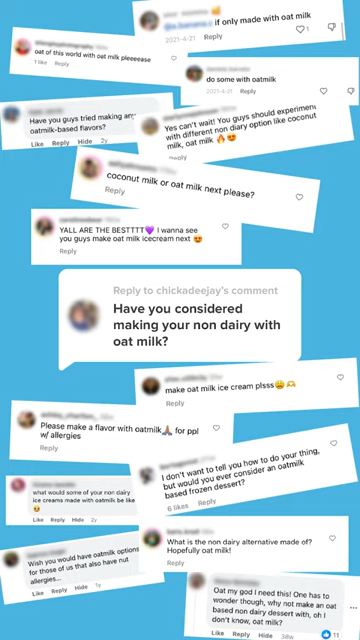 if only made with oat milk
2021-4-21 Reply
1
oat of this world with oat milk pleeeease
1 like Reply
do some with oatmilk
2021-4-21 Reply
Have you guys tried making any
oatmilk-based flavors?
Like Reply Hide 2y
Yes can't wait! You guys should experiment
with different non dairy option like coconut
milk, oat milk 🔥😍
Reply
coconut milk or oat milk next please?
Reply
YALL ARE THE BESTTTT💜 I wanna see
you guys make oat milk icecream next 😍
Reply
Reply to chickadeejay's comment
Have you considered
making your non dairy with
oat milk?
make oat milk ice cream plsss😩🫶
Reply
Please make a flavor with oatmilk🙏🏽 for ppl
w/ allergies
Reply
I don't want to tell you how to do your thing,
but would you ever consider an oatmilk
based frozen dessert?
6 likes Reply
what would some of your non dairy
ice creams made with oatmilk be like
🥺
Like Reply Hide 2y
What is the non dairy alternative made of?
Hopefully oat milk!
Reply
Wish you would have oatmilk options
for those of us that also have nut
allergies...
Like Reply Hide 1y
Oat my god I need this! One has to
wonder though, why not make an oat
based non dairy dessert with, oh I
don't know, oat milk?
Like Reply Hide 38w
11